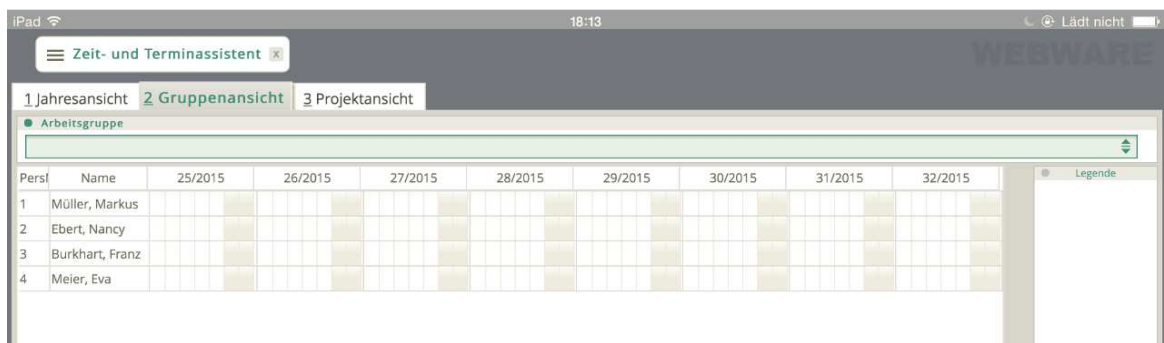 iPad 18:13 Lädt nicht
Zeit- und Terminassistent x
WEBWARE
1 Jahresansicht 2 Gruppenansicht 3 Projektansicht
Arbeitsgruppe
PersN Name 25/2015 26/2015 27/2015 28/2015 29/2015 30/2015 31/2015 32/2015 Legende
1 Müller, Markus
2 Ebert, Nancy
3 Burkhart, Franz
4 Meier, Eva